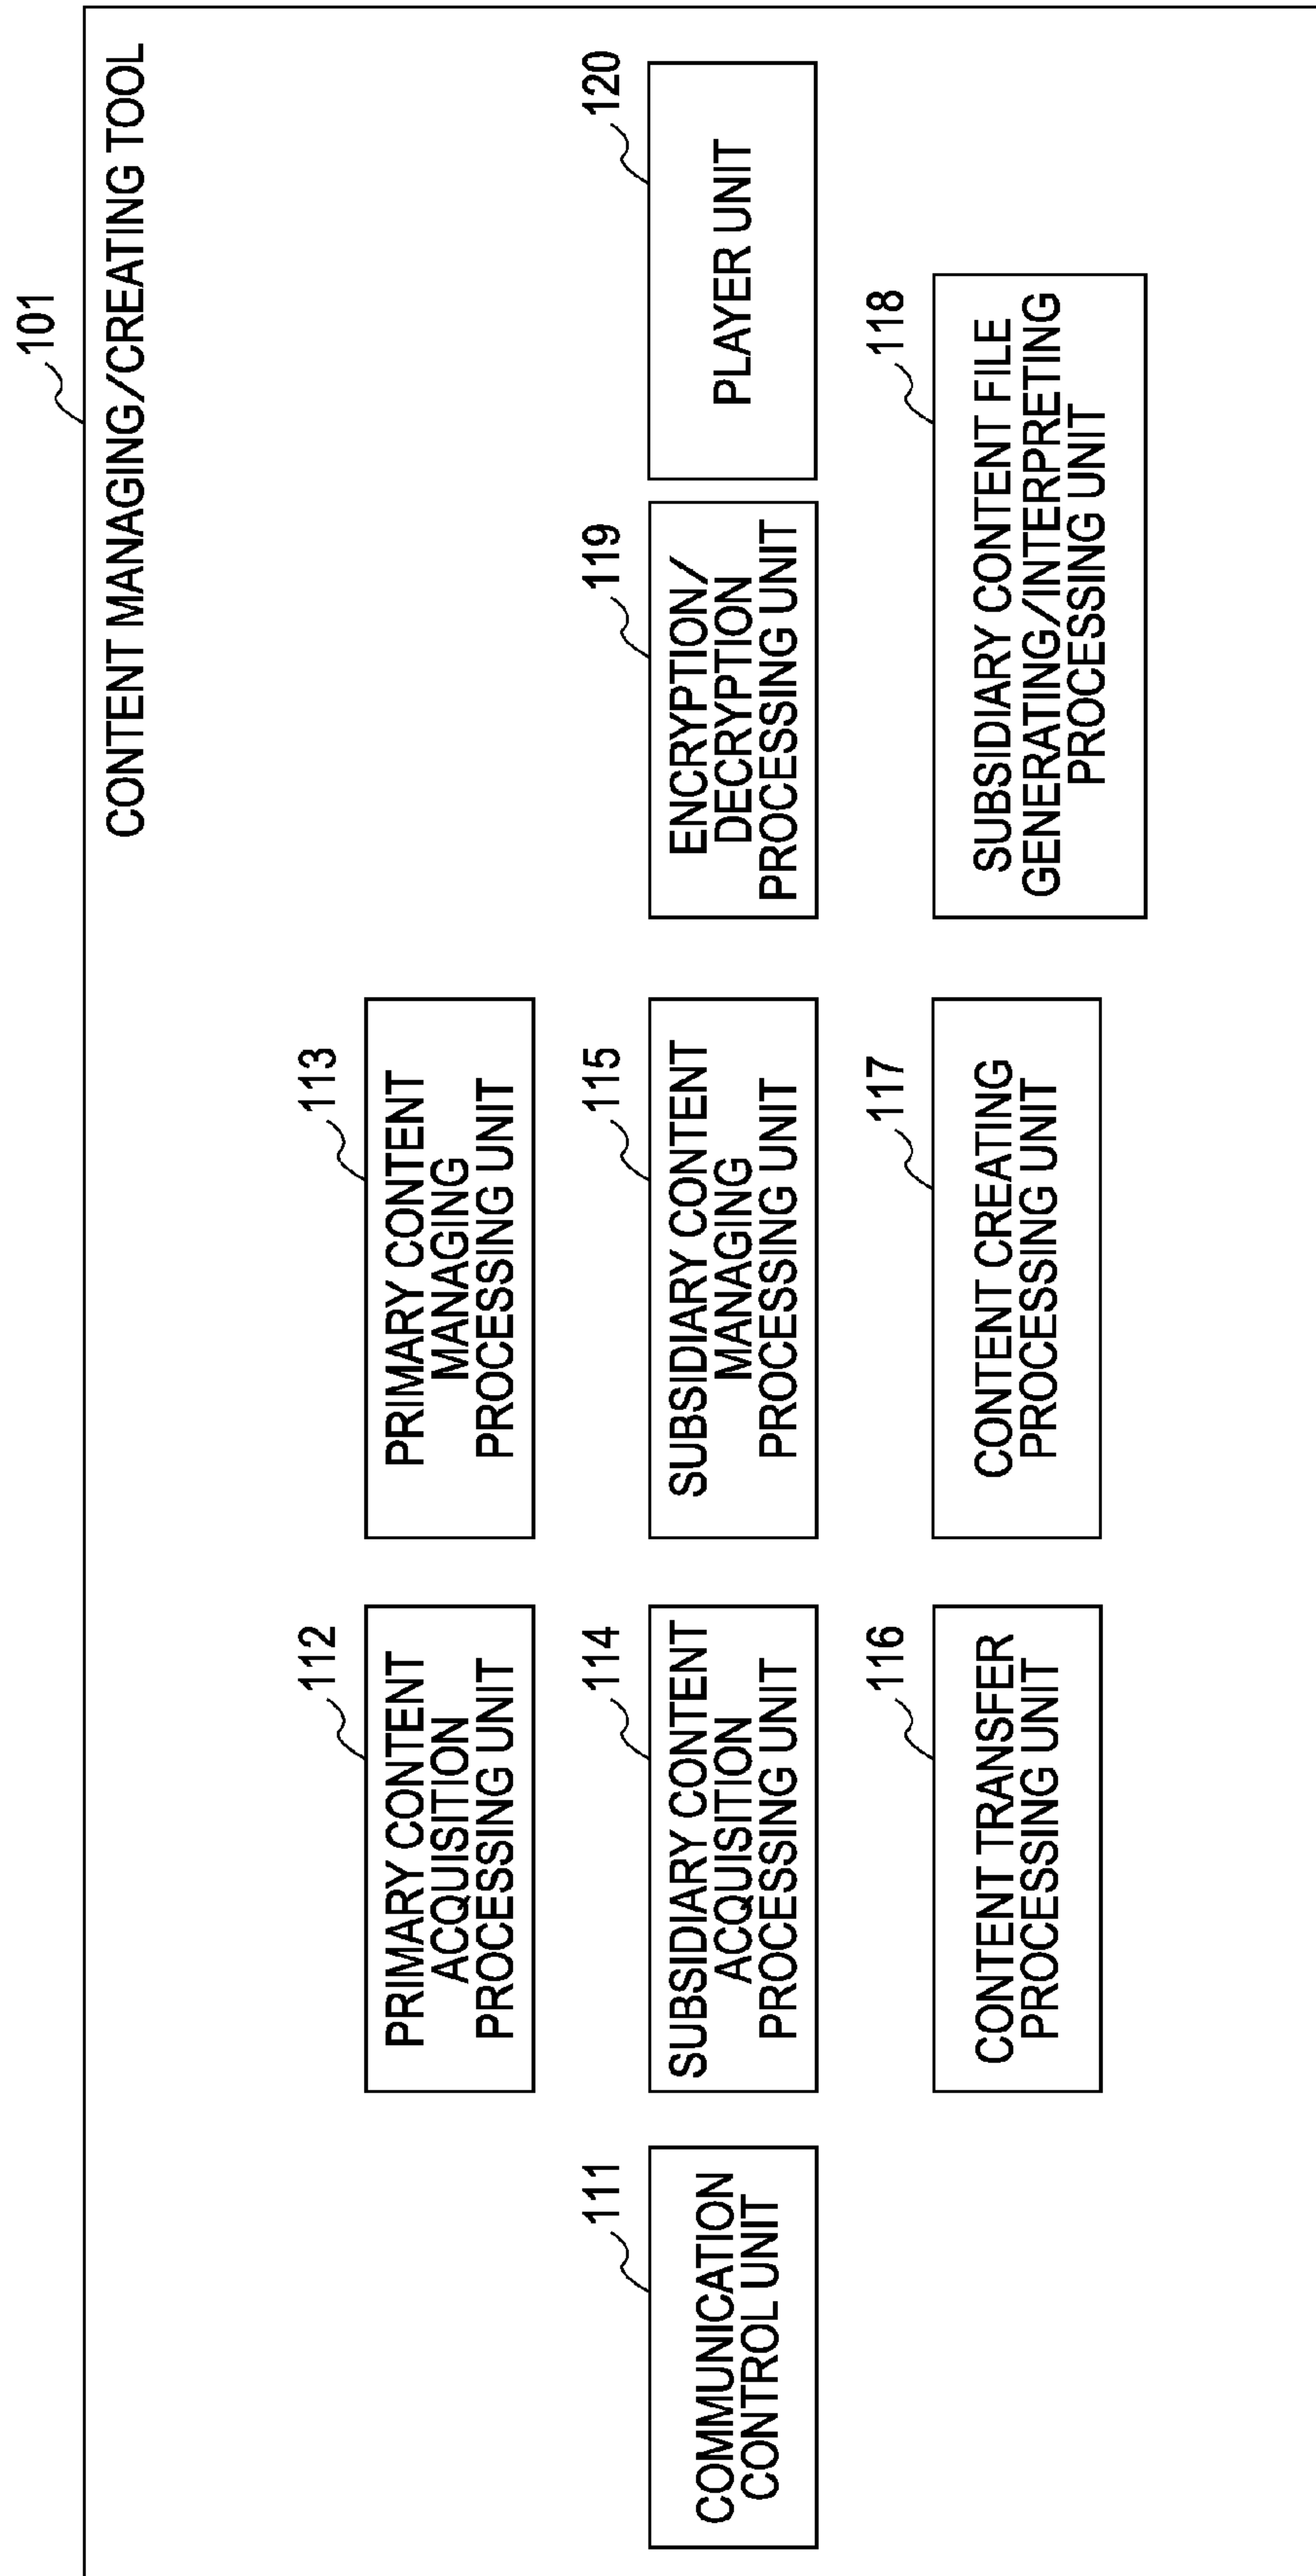 101
CONTENT MANAGING/CREATING TOOL
112
PRIMARY CONTENT
ACQUISITION
PROCESSING UNIT
113
PRIMARY CONTENT
MANAGING
PROCESSING UNIT
111
COMMUNICATION
CONTROL UNIT
114
SUBSIDIARY CONTENT
ACQUISITION
PROCESSING UNIT
115
SUBSIDIARY CONTENT
MANAGING
PROCESSING UNIT
119
ENCRYPTION/
DECRYPTION
PROCESSING UNIT
120
PLAYER UNIT
116
CONTENT TRANSFER
PROCESSING UNIT
117
CONTENT CREATING
PROCESSING UNIT
118
SUBSIDIARY CONTENT FILE
GENERATING/INTERPRETING
PROCESSING UNIT